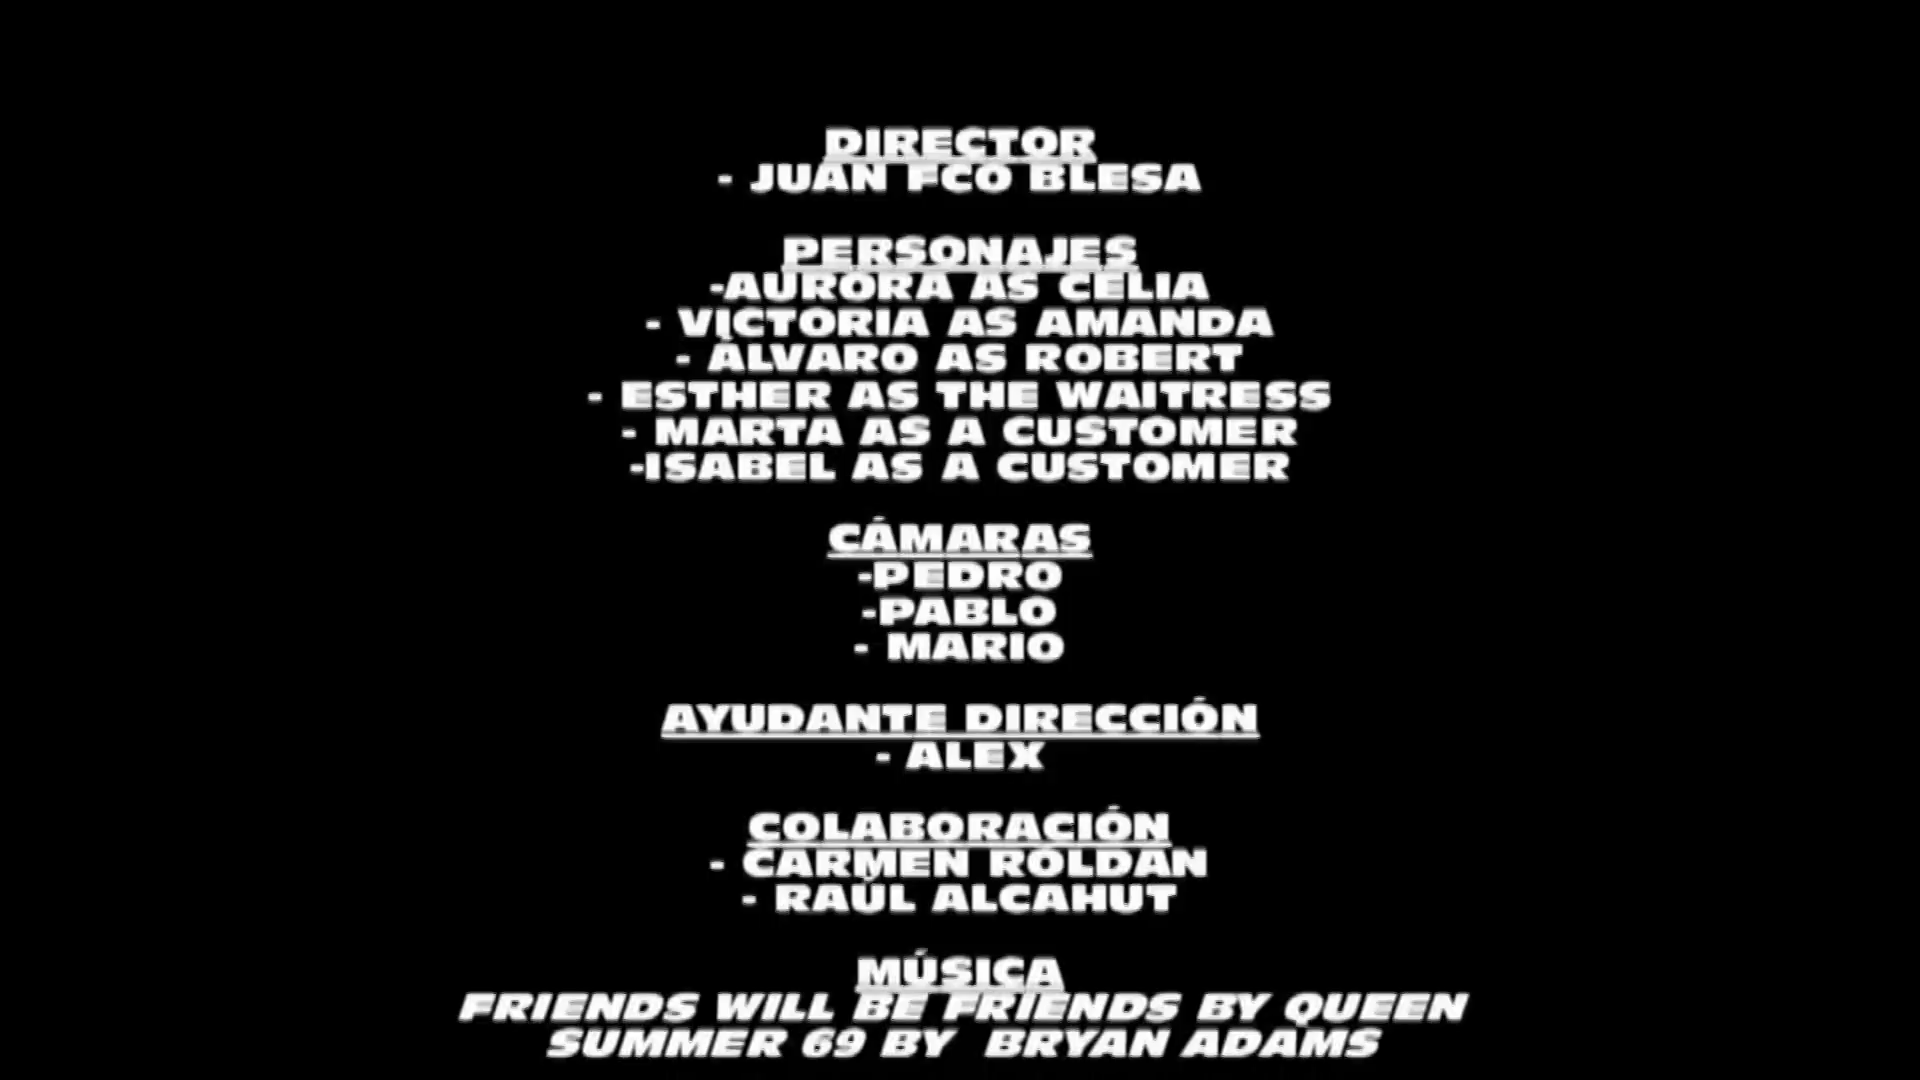 DIRECTOR
- JUAN FCO BLESA
PERSONAJES
-AURORA AS CELIA
- VICTORIA AS AMANDA
- ÁLVARO AS ROBERT
- ESTHER AS THE WAITRESS
- MARTA AS A CUSTOMER
-ISABEL AS A CUSTOMER
CÁMARAS
-PEDRO
-PABLO
- MARIO
AYUDANTE DIRECCIÓN
- ALEX
COLABORACIÓN
- CARMEN ROLDÁN
- RAÚL ALCAHUT
MÚSICA
FRIENDS WILL BE FRIENDS BY QUEEN
SUMMER 69 BY  BRYAN ADAMS